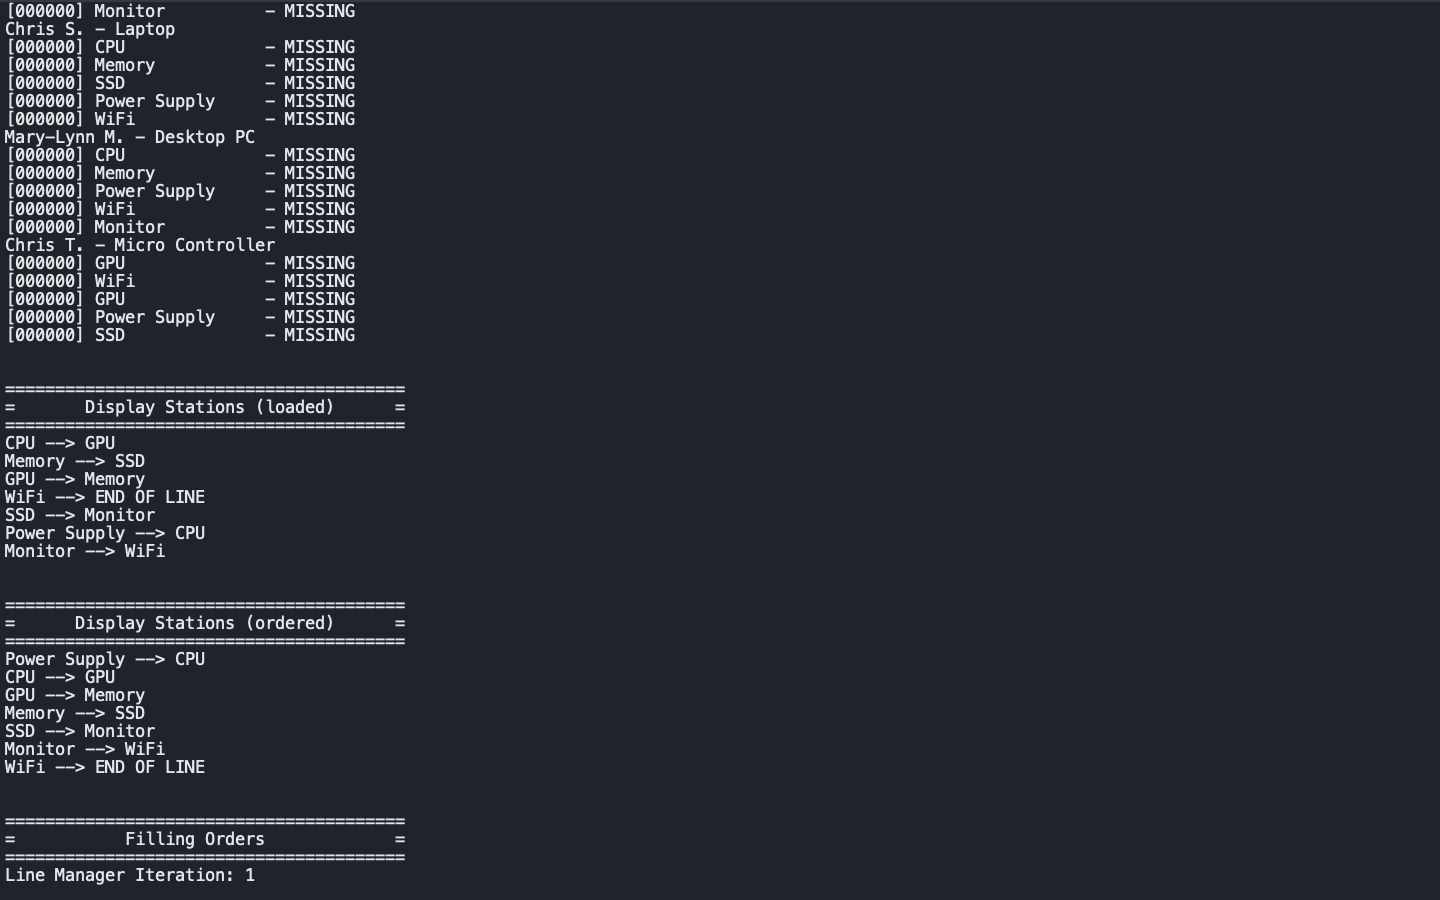 [000000] Monitor         - MISSING
Chris S. - Laptop
[000000] CPU             - MISSING
[000000] Memory          - MISSING
[000000] SSD             - MISSING
[000000] Power Supply    - MISSING
[000000] WiFi            - MISSING
Mary-Lynn M. - Desktop PC
[000000] CPU             - MISSING
[000000] Memory          - MISSING
[000000] Power Supply    - MISSING
[000000] WiFi            - MISSING
[000000] Monitor         - MISSING
Chris T. - Micro Controller
[000000] GPU             - MISSING
[000000] WiFi            - MISSING
[000000] GPU             - MISSING
[000000] Power Supply    - MISSING
[000000] SSD             - MISSING
========================================
=       Display Stations (loaded)      =
========================================
CPU --> GPU
Memory --> SSD
GPU --> Memory
WiFi --> END OF LINE
SSD --> Monitor
Power Supply --> CPU
Monitor --> WiFi
========================================
=      Display Stations (ordered)      =
========================================
Power Supply --> CPU
CPU --> GPU
GPU --> Memory
Memory --> SSD
SSD --> Monitor
Monitor --> WiFi
WiFi --> END OF LINE
========================================
=           Filling Orders             =
========================================
Line Manager Iteration: 1